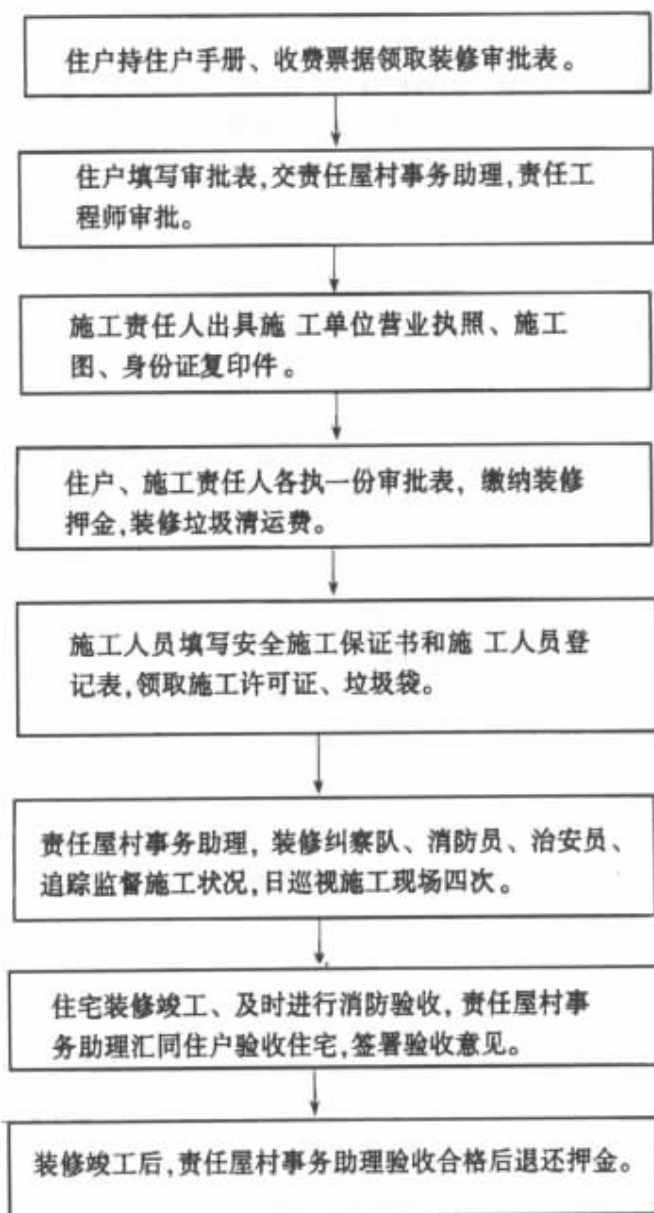 住户持住户手册、收费票据领取装修审批表。
住户填写审批表,交责任屋村事务助理,责任工
程师审批。
施工责任人出具施 工单位营业执照、施工
图、身份证复印件。
住户、施工责任人各执一份审批表, 缴纳装修
押金,装修垃圾清运费。
施工人员填写安全施工保证书和施 工人员登
记表,领取施工许可证、垃圾袋。
责任屋村事务助理, 装修纠察队、消防员、治安员、
追踪监督施工状况,日巡视施工现场四次。
住宅装修竣工、及时进行消防验收, 责任屋村事
务助理汇同住户验收住宅,签署验收意见。
装修竣工后,责任屋村事务助理验收合格后退还押金。